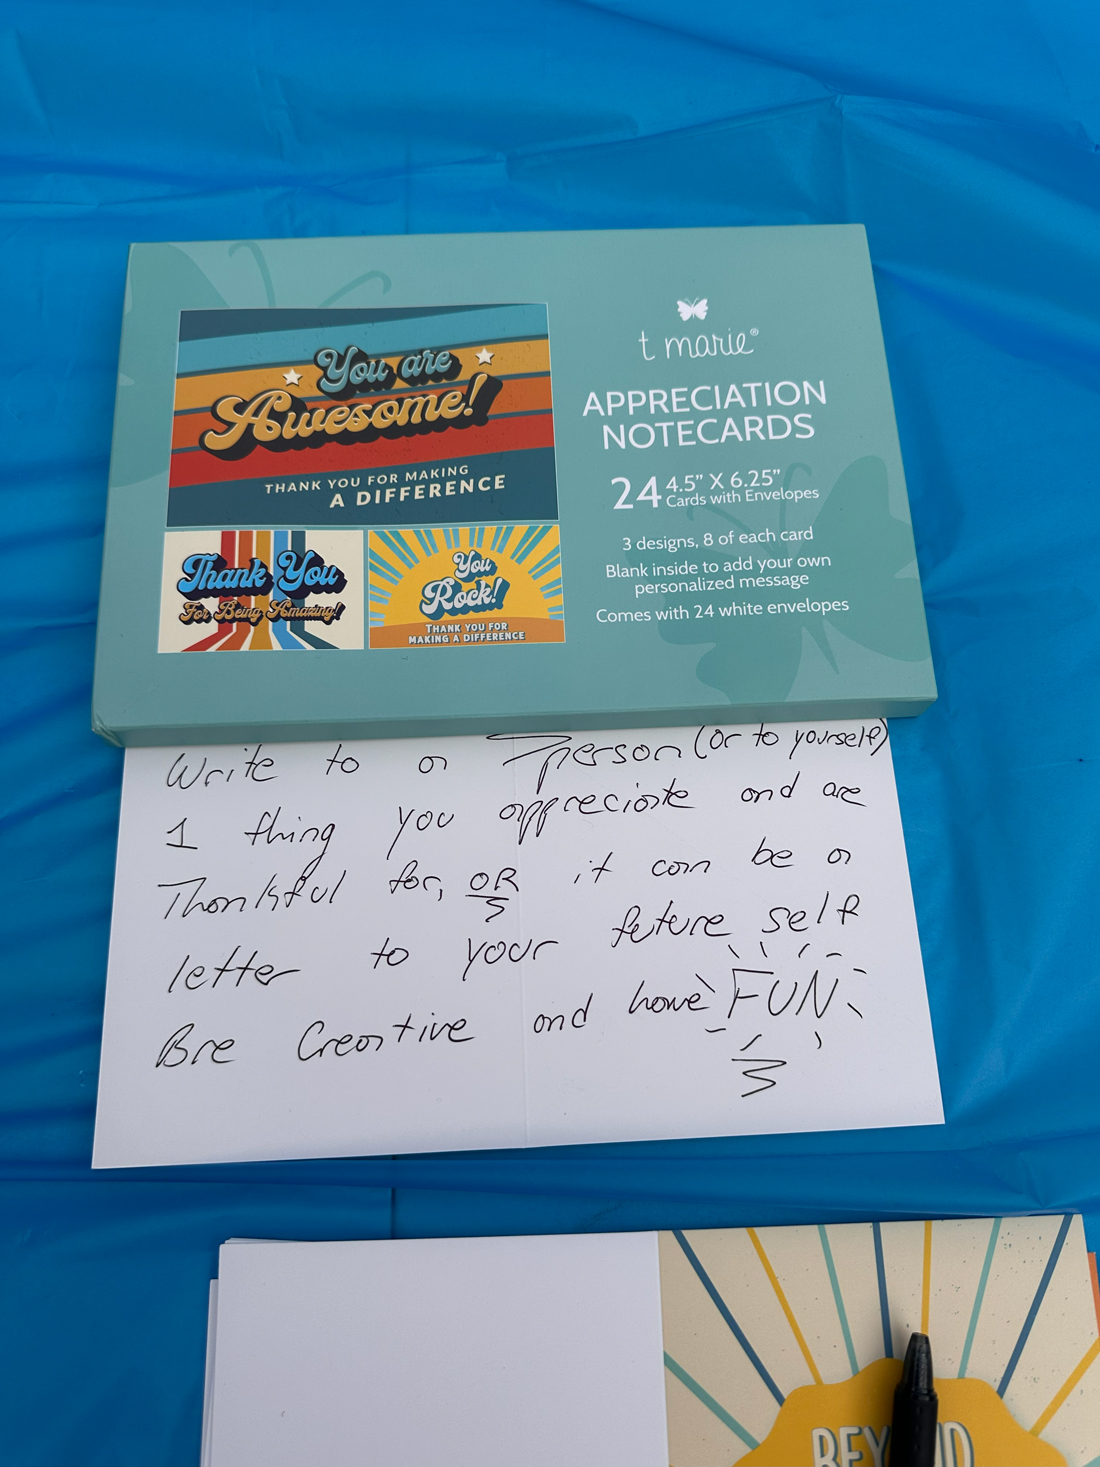 You are
Awesome!
THANK YOU FOR MAKING
A DIFFERENCE
Thank You
For Being Amazing!
You
Rock!
THANK YOU FOR
MAKING A DIFFERENCE
t marie®
APPRECIATION
NOTECARDS
24 4.5" X 6.25"
Cards with Envelopes
3 designs, 8 of each card
Blank inside to add your own
personalized message
Comes with 24 white envelopes
Write to a person (or to yourself)
1 thing you appreciate and are
Thankful for, OR it can be a
letter to your future self
Bre Creative and have FUN